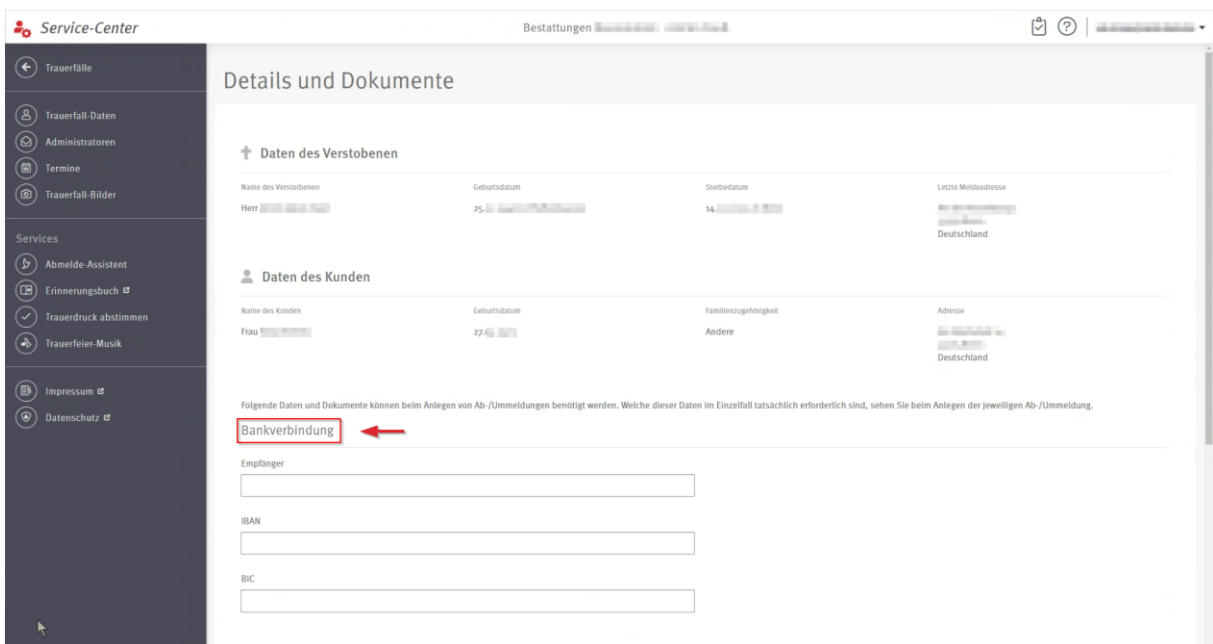 Service-Center
Bestattungen
Trauerfälle
Details und Dokumente
Trauerfall-Daten
Administratoren
Termine
Trauerfall-Bilder
Services
Abmelde-Assistent
Erinnerungsbuch
Trauerdruck abstimmen
Trauerfeier-Musik
Impressum
Datenschutz
Daten des Verstobenen
Name des Verstorbenen Geburtsdatum Sterbedatum Letzte Meldeadresse
Herr 25. 14.
Deutschland
Daten des Kunden
Name des Kunden Geburtsdatum Familienzugehörigkeit Adresse
Frau 27. Andere
Deutschland
Folgende Daten und Dokumente können beim Anlegen von Ab-/Ummeldungen benötigt werden. Welche dieser Daten im Einzelfall tatsächlich erforderlich sind, sehen Sie beim Anlegen der jeweiligen Ab-/Ummeldung.
Bankverbindung
Empfänger
IBAN
BIC